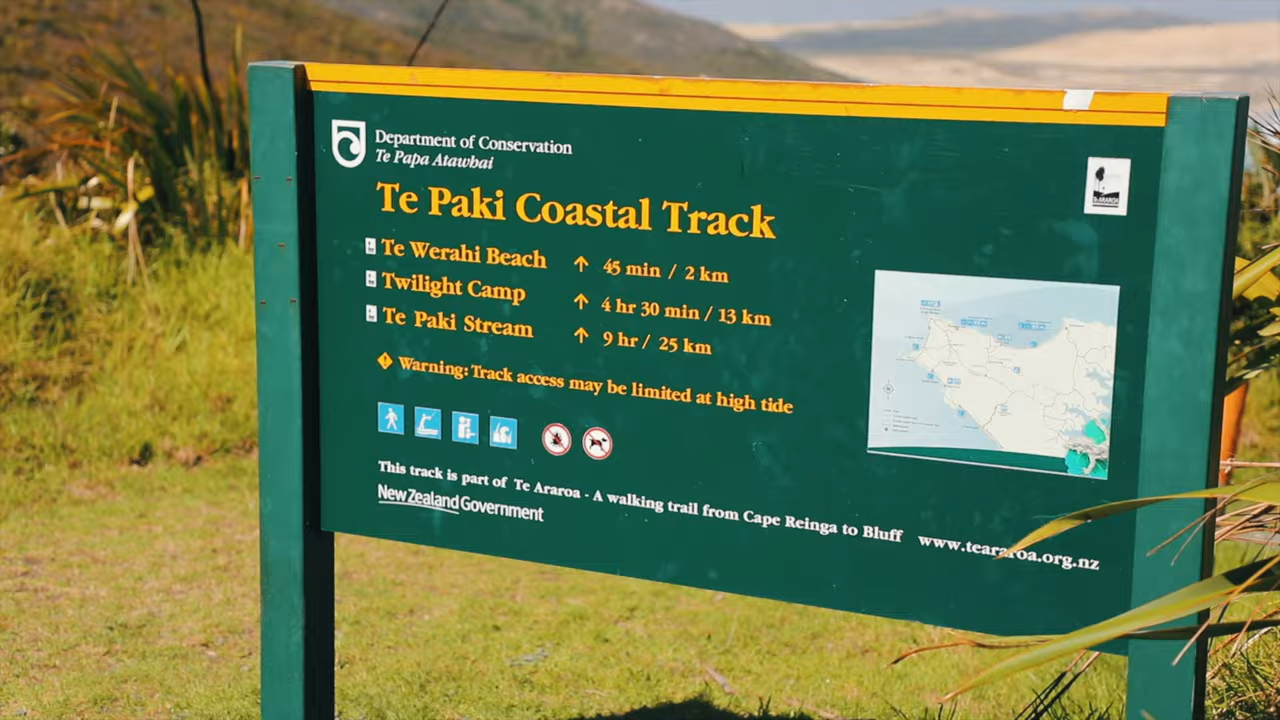 Department of Conservation
Te Papa Atawhai
TeARAROA
Te Paki Coastal Track
Te Werahi Beach ↑ 45 min / 2 km
Twilight Camp ↑ 4 hr 30 min / 13 km
Te Paki Stream ↑ 9 hr / 25 km
Warning: Track access may be limited at high tide
This track is part of Te Araroa - A walking trail from Cape Reinga to Bluff www.teararoa.org.nz
New Zealand Government